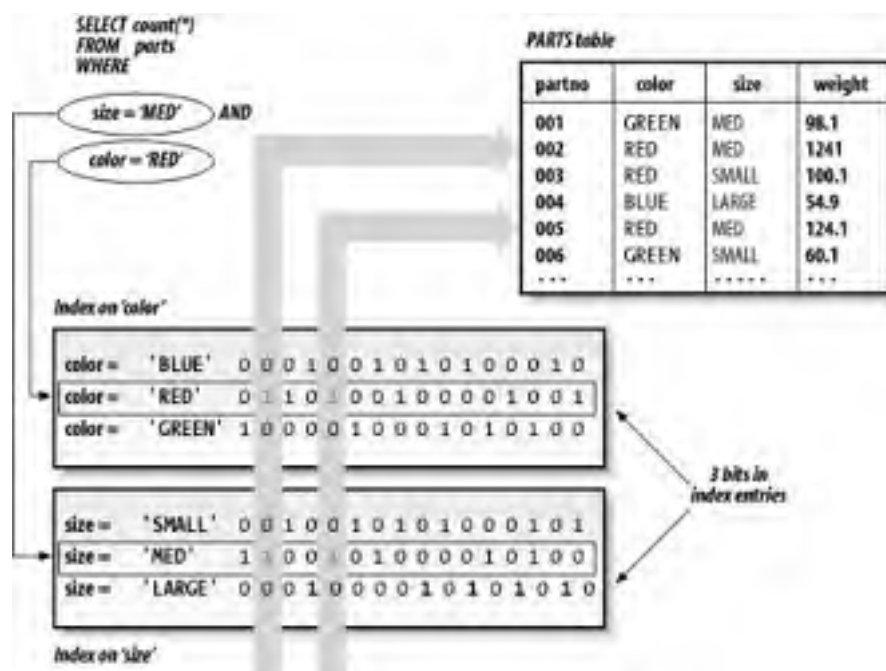 SELECT count(*)
FROM parts
WHERE
size = 'MED' AND
color = 'RED'
PARTS table
partno color size weight
001 GREEN MED 98.1
002 RED MED 1241
003 RED SMALL 100.1
004 BLUE LARGE 54.9
005 RED MED 124.1
006 GREEN SMALL 60.1
... ... ..... ...
Index on 'color'
color = 'BLUE' 0 0 0 1 0 0 1 0 1 0 1 0 0 0 1 0
color = 'RED' 0 1 1 0 1 0 0 1 0 0 0 0 1 0 0 1
color = 'GREEN' 1 0 0 0 0 1 0 0 0 1 0 1 0 1 0 0
3 bits in
index entries
size = 'SMALL' 0 0 1 0 0 1 0 1 0 1 0 0 0 1 0 1
size = 'MED' 1 1 0 0 1 0 1 0 0 0 0 1 0 1 0 0
size = 'LARGE' 0 0 0 1 0 0 0 0 1 0 1 0 1 0 1 0
Index on 'size'